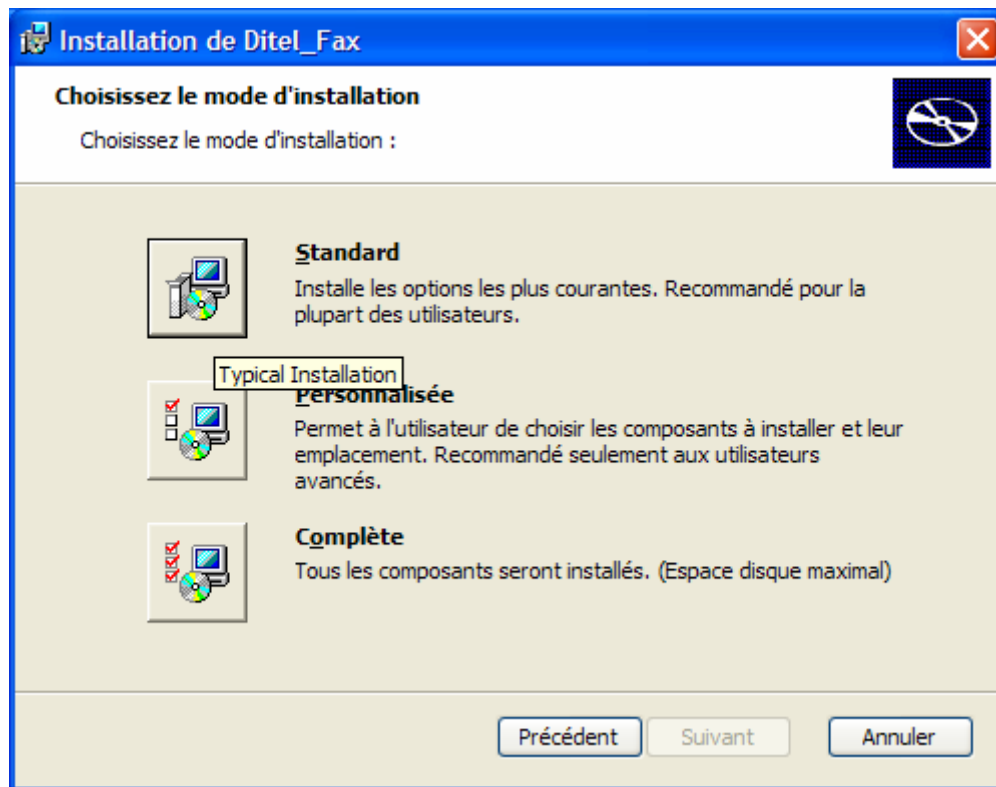 Installation de Ditel_Fax
Choisissez le mode d'installation
Choisissez le mode d'installation :
Standard
Installe les options les plus courantes. Recommandé pour la
plupart des utilisateurs.
Typical Installation
Personnalisée
Permet à l'utilisateur de choisir les composants à installer et leur
emplacement. Recommandé seulement aux utilisateurs
avancés.
Complète
Tous les composants seront installés. (Espace disque maximal)
Précédent
Suivant
Annuler